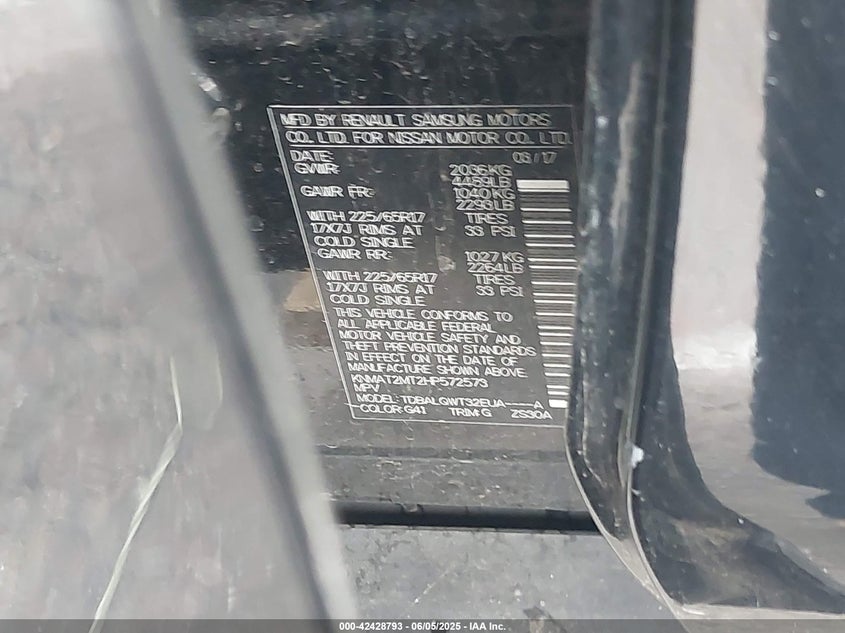 MFD BY RENAULT SAMSUNG MOTORS
CO., LTD. FOR NISSAN MOTOR CO., LTD.
DATE: 03/17
GVWR: 2036KG
4489LB
GAWR FR: 1040KG
2293LB
WITH 225/65R17 TIRES
17X7J RIMS AT 33 PSI
COLD SINGLE
GAWR RR: 1027KG
2264LB
WITH 225/65R17 TIRES
17X7J RIMS AT 33 PSI
COLD SINGLE
THIS VEHICLE CONFORMS TO
ALL APPLICABLE FEDERAL
MOTOR VEHICLE SAFETY AND
THEFT PREVENTION STANDARDS
IN EFFECT ON THE DATE OF
MANUFACTURE SHOWN ABOVE.
KNMAT2MT2HP572573
MPV
MODEL: TDBALGWT32EUA----A
COLOR:G41 TRIM:G ZS30A
000-42428793 - 06/05/2025 - IAA Inc.